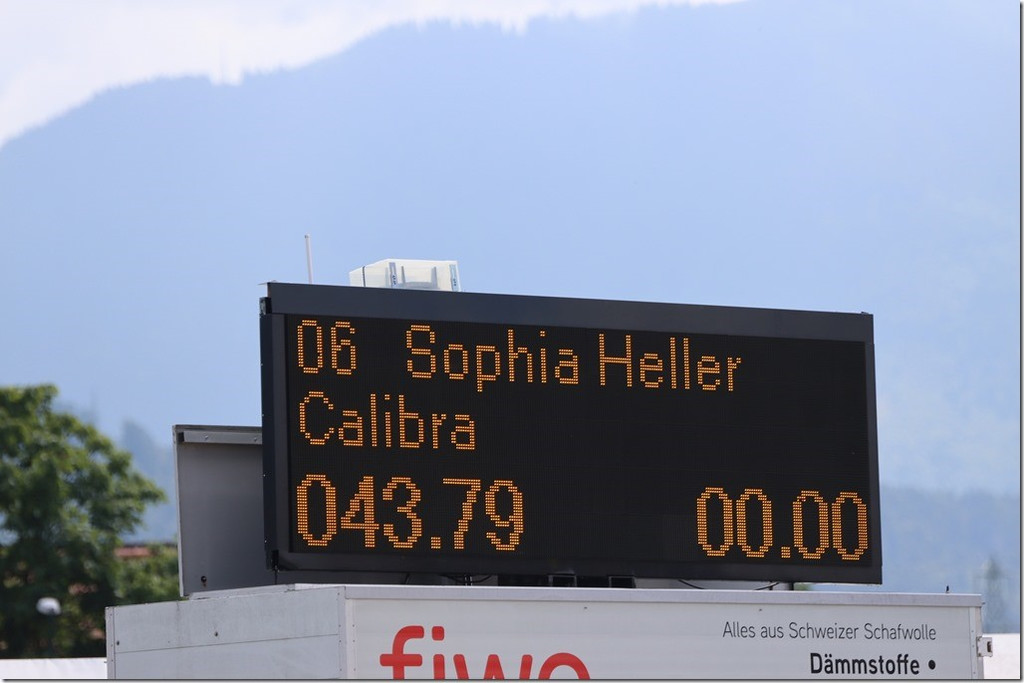 06 Sophia Heller
Calibra
043.79 00.00
Alles aus Schweizer Schafwolle
fiwo
Dämmstoffe •